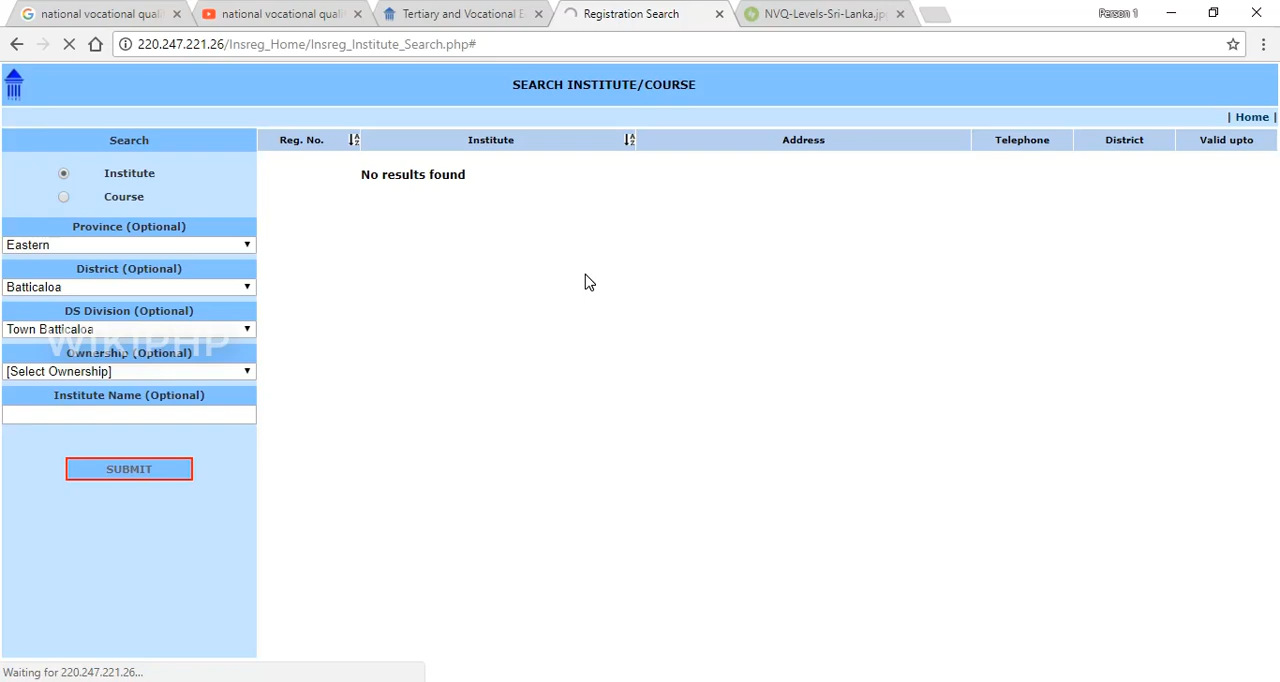 national vocational quali
national vocational quali
Tertiary and Vocational E
Registration Search
NVQ-Levels-Sri-Lanka.jp
Person 1
220.247.221.26/Insreg_Home/Insreg_Institute_Search.php#
SEARCH INSTITUTE/COURSE
| Home |
Search
Reg. No.
Institute
Address
Telephone
District
Valid upto
Institute
No results found
Course
Province (Optional)
Eastern
District (Optional)
Batticaloa
DS Division (Optional)
Town Batticaloa
WIKIPHP
Ownership (Optional)
[Select Ownership]
Institute Name (Optional)
SUBMIT
Waiting for 220.247.221.26...